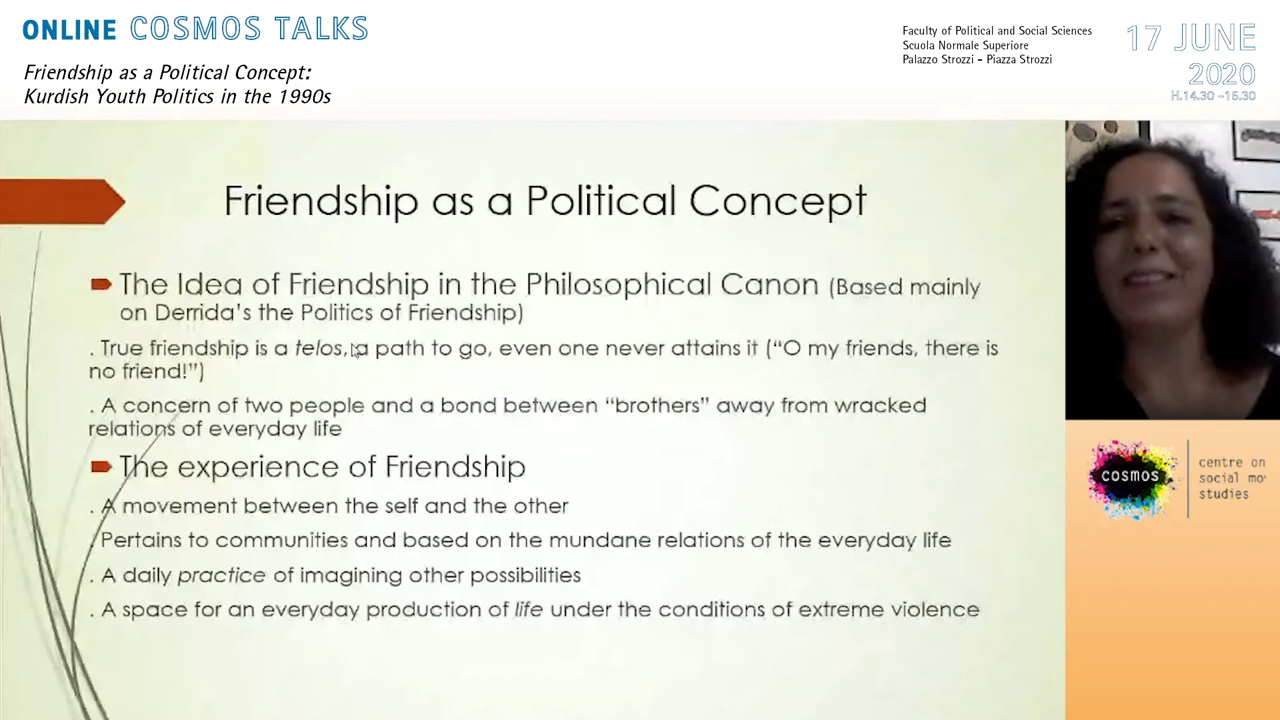 ONLINE COSMOS TALKS
Friendship as a Political Concept:
Kurdish Youth Politics in the 1990s
Faculty of Political and Social Sciences
Scuola Normale Superiore
Palazzo Strozzi - Piazza Strozzi
17 JUNE
2020
H.14.30 -15.30
Friendship as a Political Concept
The Idea of Friendship in the Philosophical Canon (Based mainly
on Derrida's the Politics of Friendship)
. True friendship is a telos, a path to go, even one never attains it ("O my friends, there is
no friend!")
. A concern of two people and a bond between "brothers" away from wracked
relations of everyday life
The experience of Friendship
. A movement between the self and the other
. Pertains to communities and based on the mundane relations of the everyday life
. A daily practice of imagining other possibilities
. A space for an everyday production of life under the conditions of extreme violence
cosmos
centre on
social mo
studies